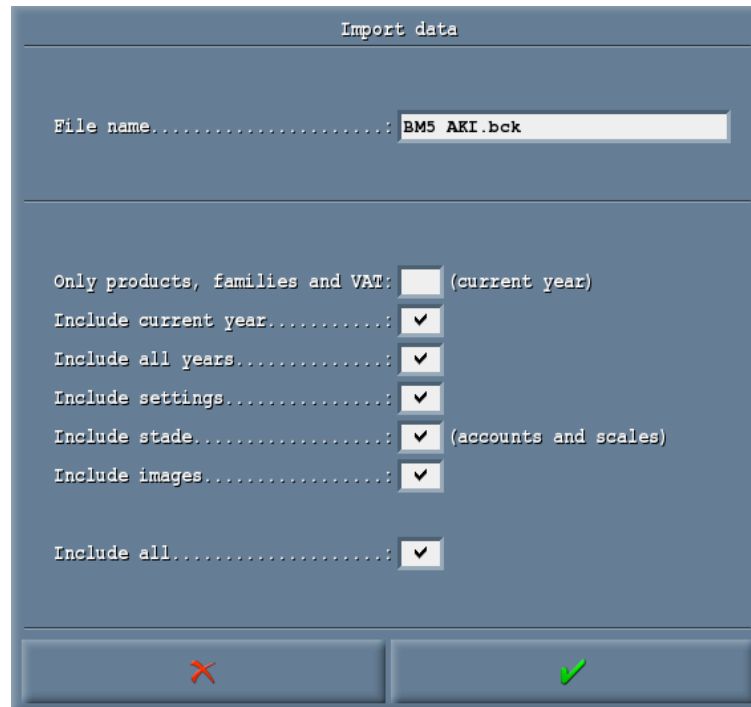 Import data
File name......................: BM5 AKI.bck
Only products, families and VAT: (current year)
Include current year...........:
Include all years..............:
Include settings...............:
Include stade..................: (accounts and scales)
Include images.................:
Include all....................: